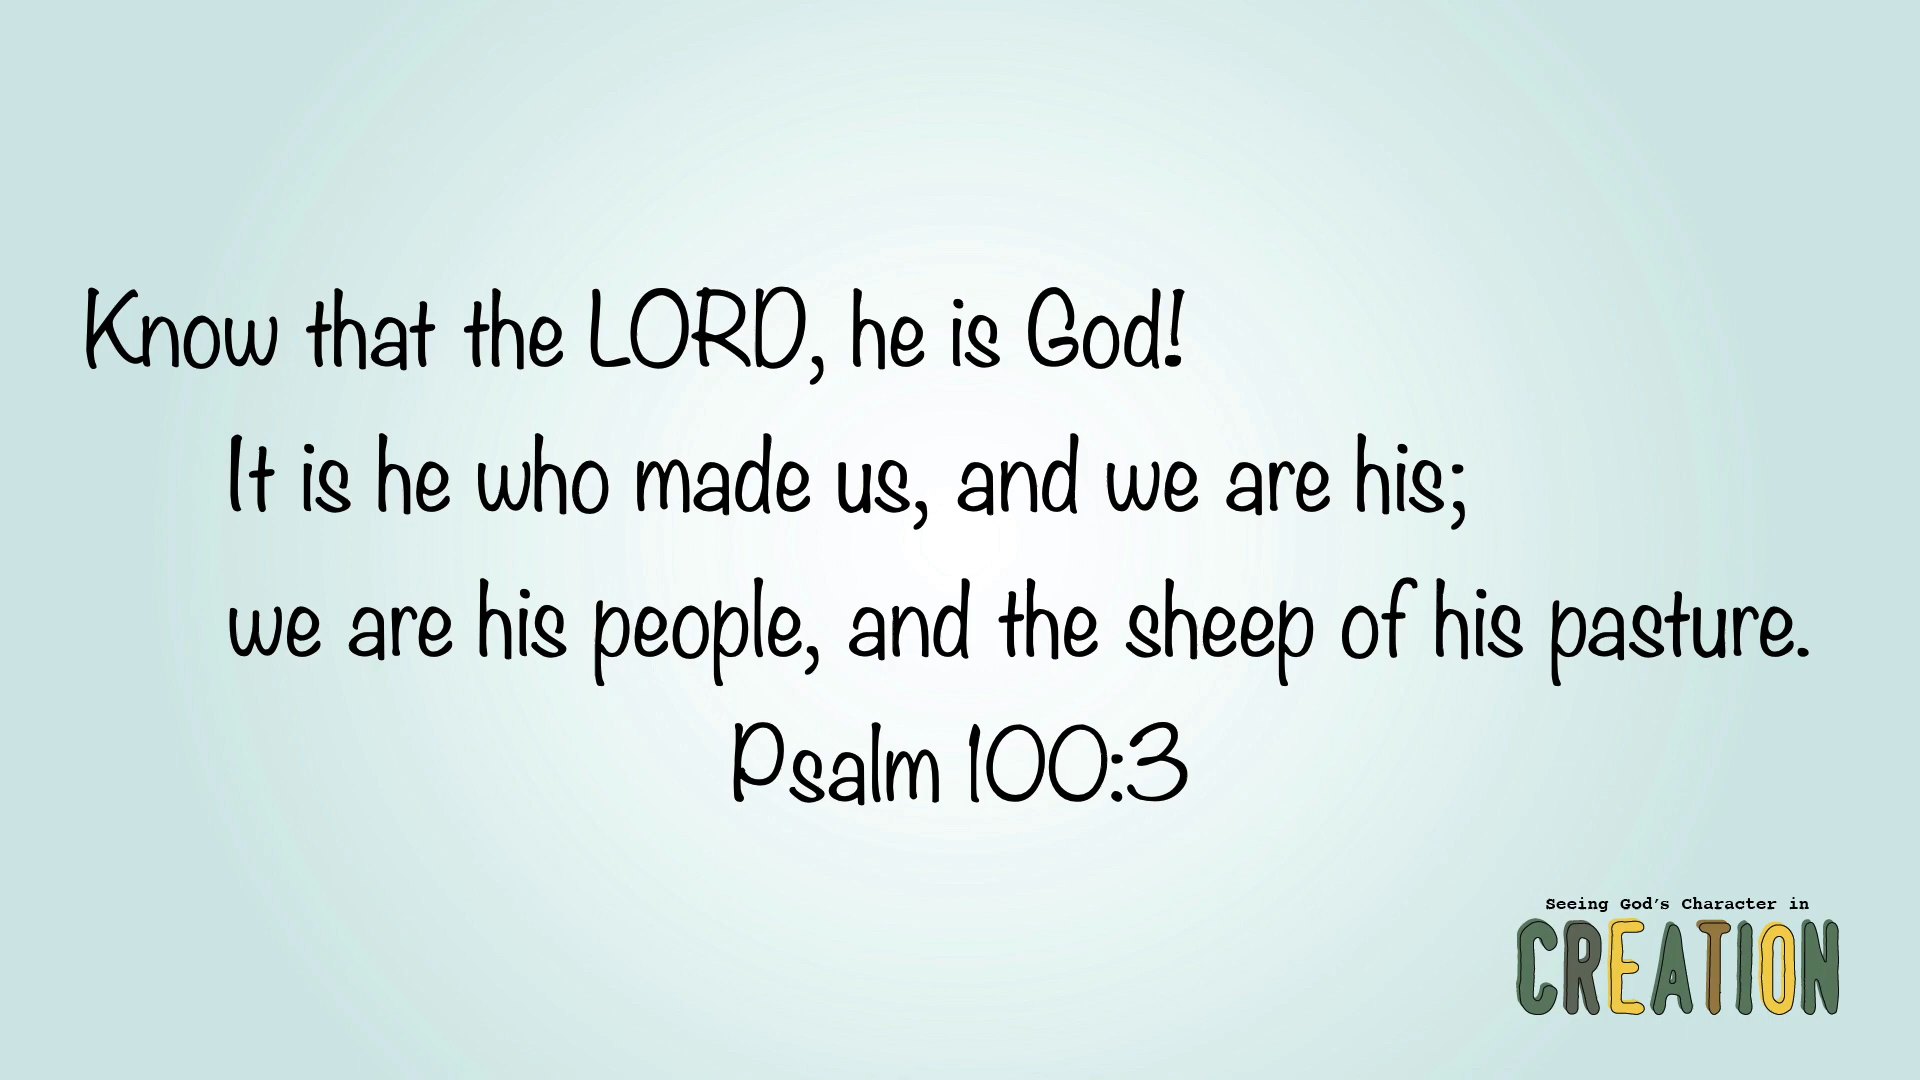 Know that the LORD, he is God!
It is he who made us, and we are his;
we are his people, and the sheep of his pasture.
Psalm 100:3
Seeing God's Character in
CREATION